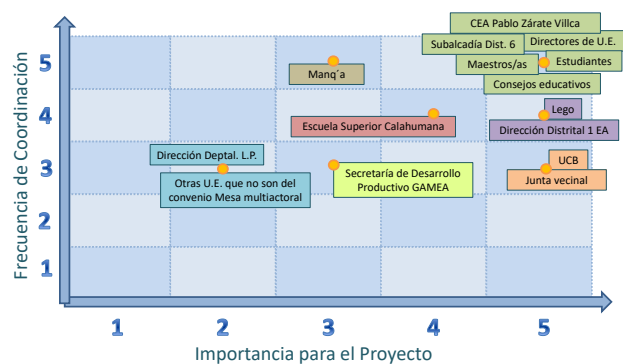 CEA Pablo Zárate Villca
Subalcadía Dist. 6
Directores de U.E.
Maestros/as
Estudiantes
Consejos educativos
Manq´a
Lego
Escuela Superior Calahumana
Dirección Distrital 1 EA
Dirección Deptal. L.P.
Otras U.E. que no son del
convenio Mesa multiactoral
Secretaría de Desarrollo
Productivo GAMEA
UCB
Junta vecinal
Frecuencia de Coordinación
5
4
3
2
1
1 2 3 4 5
Importancia para el Proyecto